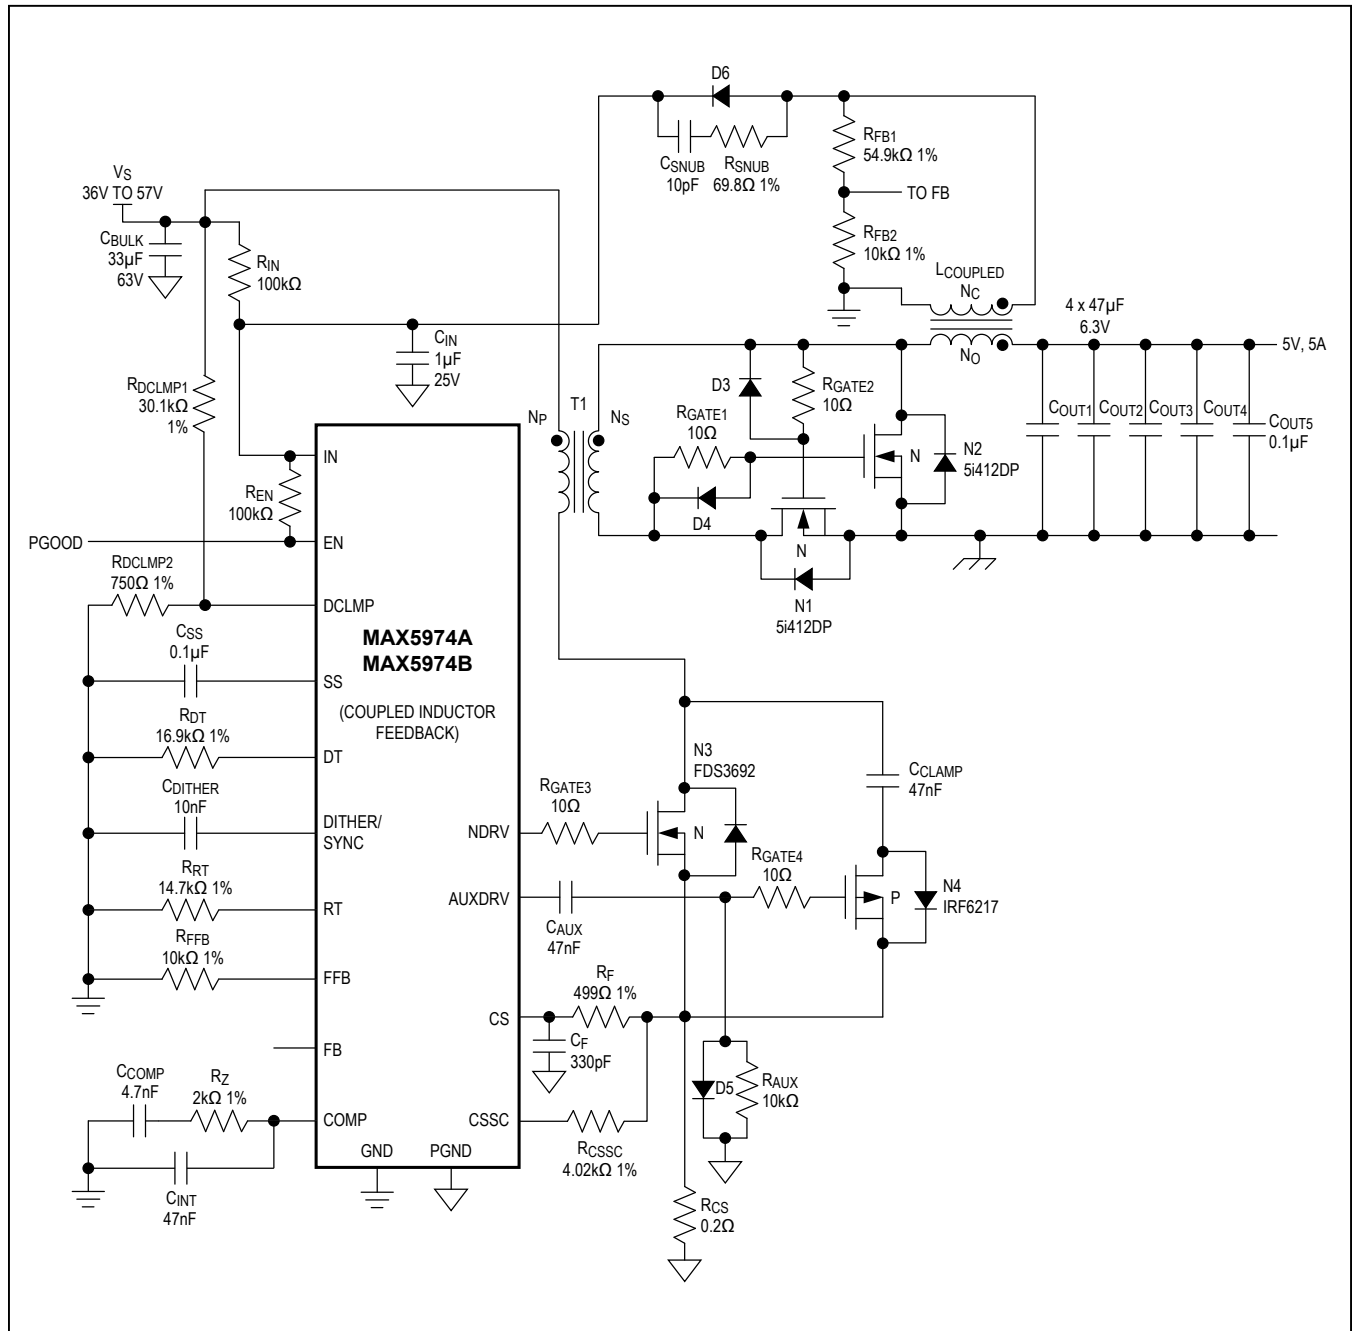 D6
CSNUB
10pF
RSNUB
69.8Ω 1%
RFB1
54.9kΩ 1%
TO FB
RFB2
10kΩ 1%
VS
36V TO 57V
CBULK
33µF
63V
RIN
100kΩ
CIN
1µF
25V
LCOUPLED
NC
NO
4 x 47µF
6.3V
5V, 5A
RDCLMP1
30.1kΩ
1%
NP
T1
NS
D3
RGATE2
10Ω
RGATE1
10Ω
D4
N
N2
5i412DP
N
N1
5i412DP
COUT1
COUT2
COUT3
COUT4
COUT5
0.1µF
IN
REN
100kΩ
PGOOD
EN
RDCLMP2
750Ω 1%
DCLMP
MAX5974A
MAX5974B
(COUPLED INDUCTOR
FEEDBACK)
CSS
0.1µF
SS
RDT
16.9kΩ 1%
DT
CDITHER
10nF
DITHER/
SYNC
RRT
14.7kΩ 1%
RT
RFFB
10kΩ 1%
FFB
FB
CCOMP
4.7nF
RZ
2kΩ 1%
COMP
CINT
47nF
GND
PGND
NDRV
RGATE3
10Ω
N3
FDS3692
N
CCLAMP
47nF
AUXDRV
CAUX
47nF
RGATE4
10Ω
P
N4
IRF6217
CS
RF
499Ω 1%
CF
330pF
D5
RAUX
10kΩ
CSSC
RCSSC
4.02kΩ 1%
RCS
0.2Ω